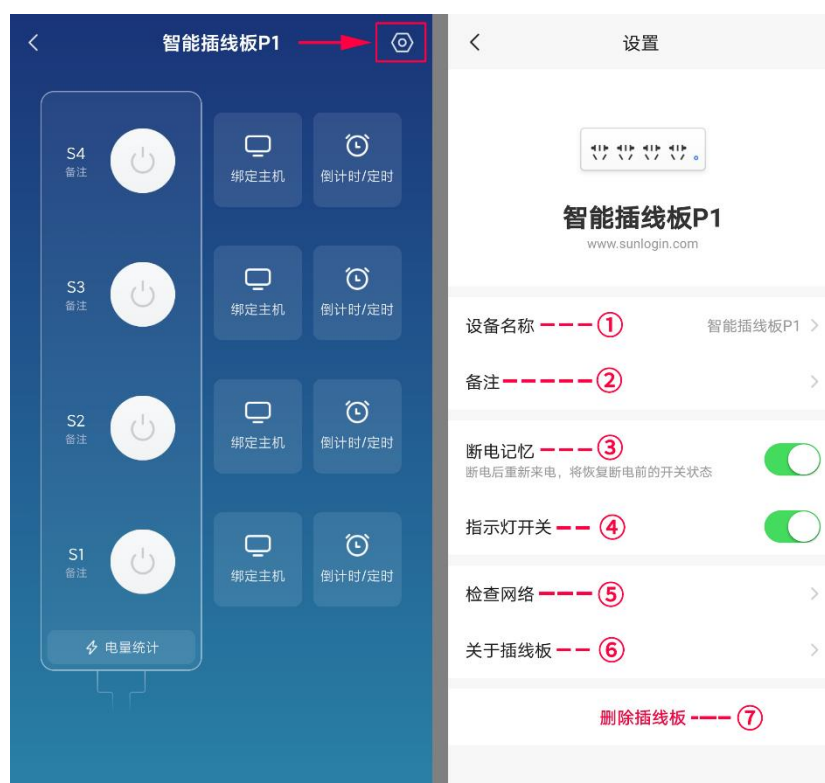 智能插线板P1
S4
备注
绑定主机
倒计时/定时
S3
备注
绑定主机
倒计时/定时
S2
备注
绑定主机
倒计时/定时
S1
备注
绑定主机
倒计时/定时
电量统计
设置
智能插线板P1
www.sunlogin.com
设备名称 ① 智能插线板P1
备注 ②
断电记忆 ③
断电后重新来电，将恢复断电前的开关状态
指示灯开关 ④
检查网络 ⑤
关于插线板 ⑥
删除插线板 ⑦